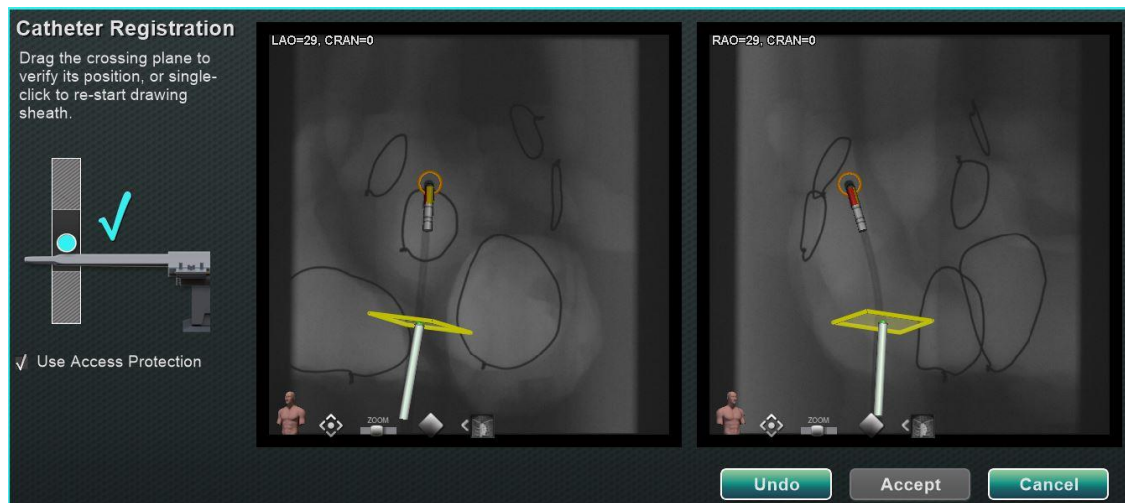 Catheter Registration
Drag the crossing plane to
verify its position, or single-
click to re-start drawing
sheath.
Use Access Protection
LAO=29, CRAN=0
ZOOM
RAO=29, CRAN=0
ZOOM
Undo
Accept
Cancel